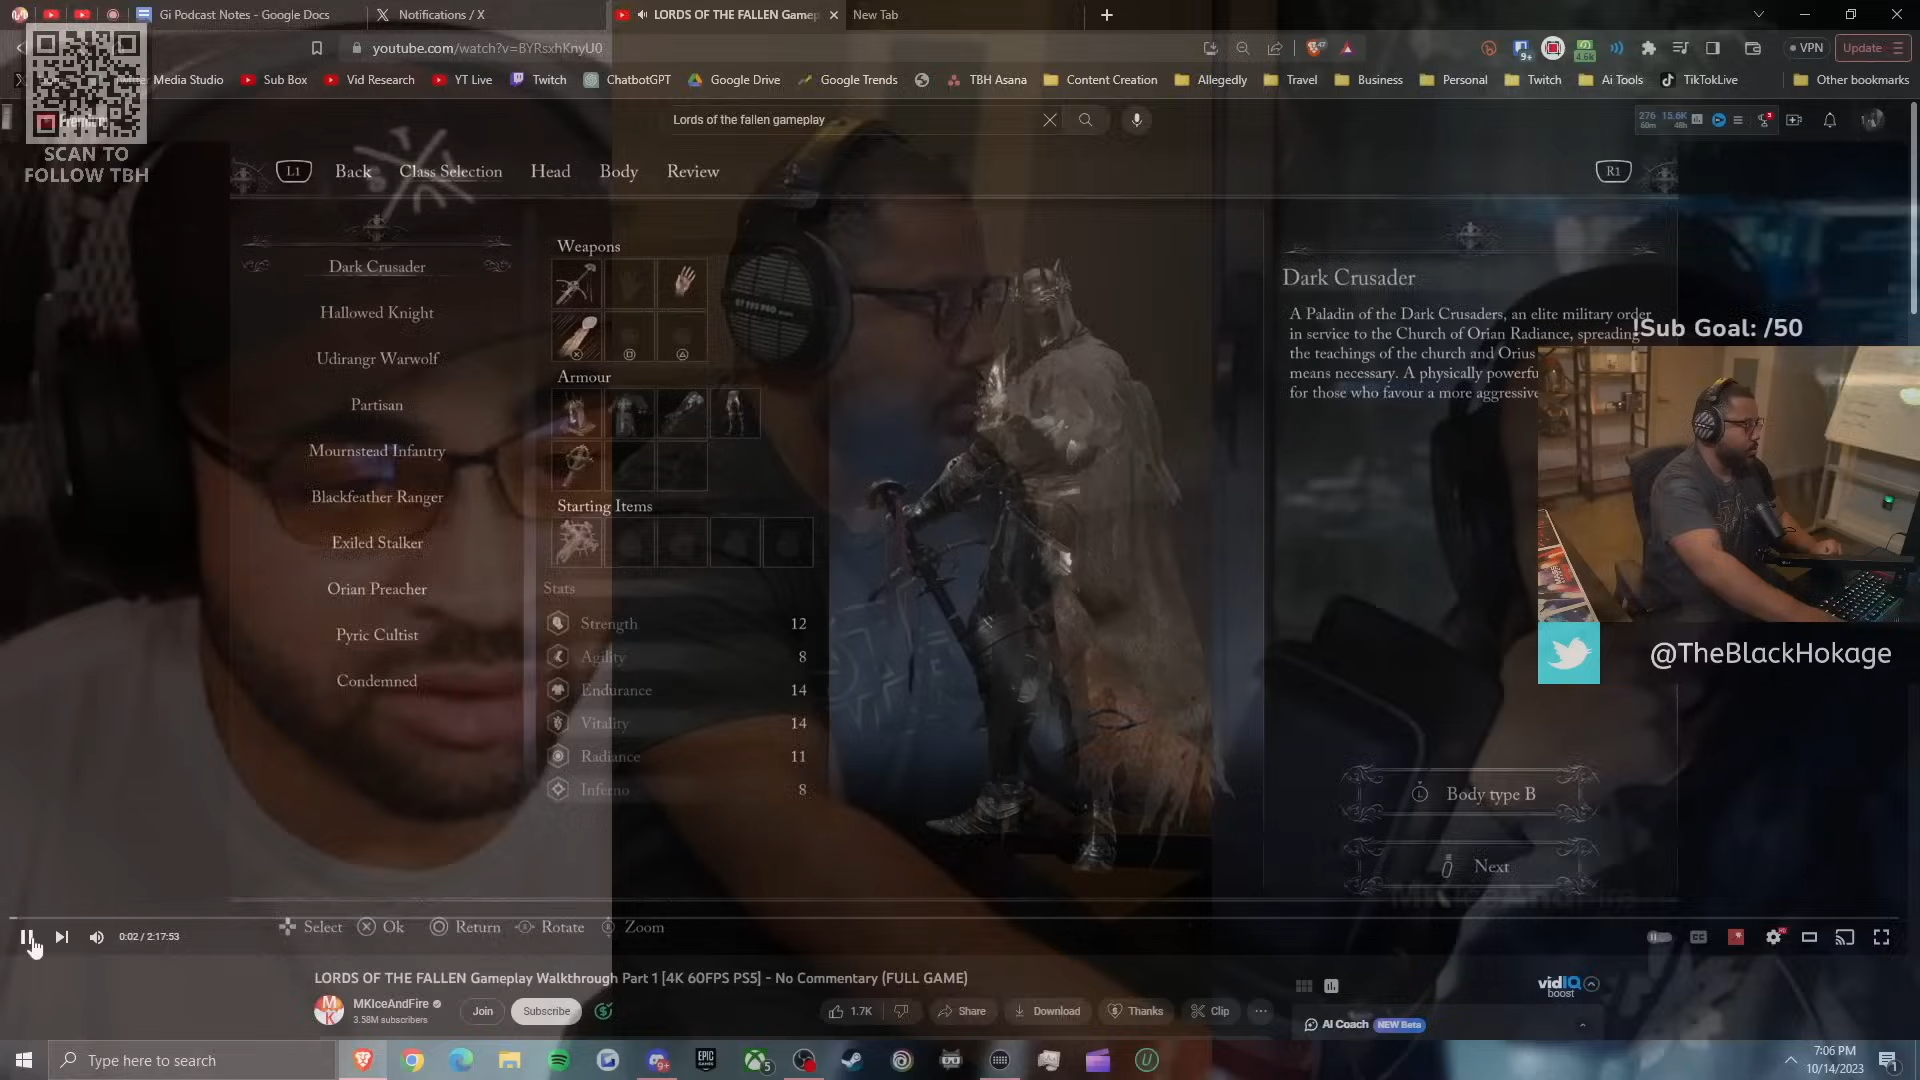 Gi Podcast Notes - Google Docs
Notifications / X
LORDS OF THE FALLEN Gamep
New Tab
youtube.com/watch?v=BYRsxhKnyU0
VPN
Update
Media Studio
Sub Box
Vid Research
YT Live
Twitch
ChatbotGPT
Google Drive
Google Trends
TBH Asana
Content Creation
Allegedly
Travel
Business
Personal
Twitch
Ai Tools
TikTokLive
Other bookmarks
SCAN TO
FOLLOW TBH
Lords of the fallen gameplay
276
60m
15.6K
48h
L1
Back
Class Selection
Head
Body
Review
R1
Dark Crusader
Hallowed Knight
Udirangr Warwolf
Partisan
Mournstead Infantry
Blackfeather Ranger
Exiled Stalker
Orian Preacher
Pyric Cultist
Condemned
Weapons
Armour
Starting Items
Stats
Strength 12
Agility 8
Endurance 14
Vitality 14
Radiance 11
Inferno 8
Dark Crusader
A Paladin of the Dark Crusaders, an elite military order
in service to the Church of Orian Radiance, spreading
the teachings of the church and Orius
means necessary. A physically powerfu
for those who favour a more aggressive
!Sub Goal: /50
@TheBlackHokage
Body type B
Next
Select
Ok
Return
Rotate
Zoom
0:02 / 2:17:53
LORDS OF THE FALLEN Gameplay Walkthrough Part 1 [4K 60FPS PS5] - No Commentary (FULL GAME)
MKIceAndFire
3.58M subscribers
Join
Subscribe
1.7K
Share
Download
Thanks
Clip
vidIQ
boost
AI Coach
NEW Beta
Type here to search
7:06 PM
10/14/2023